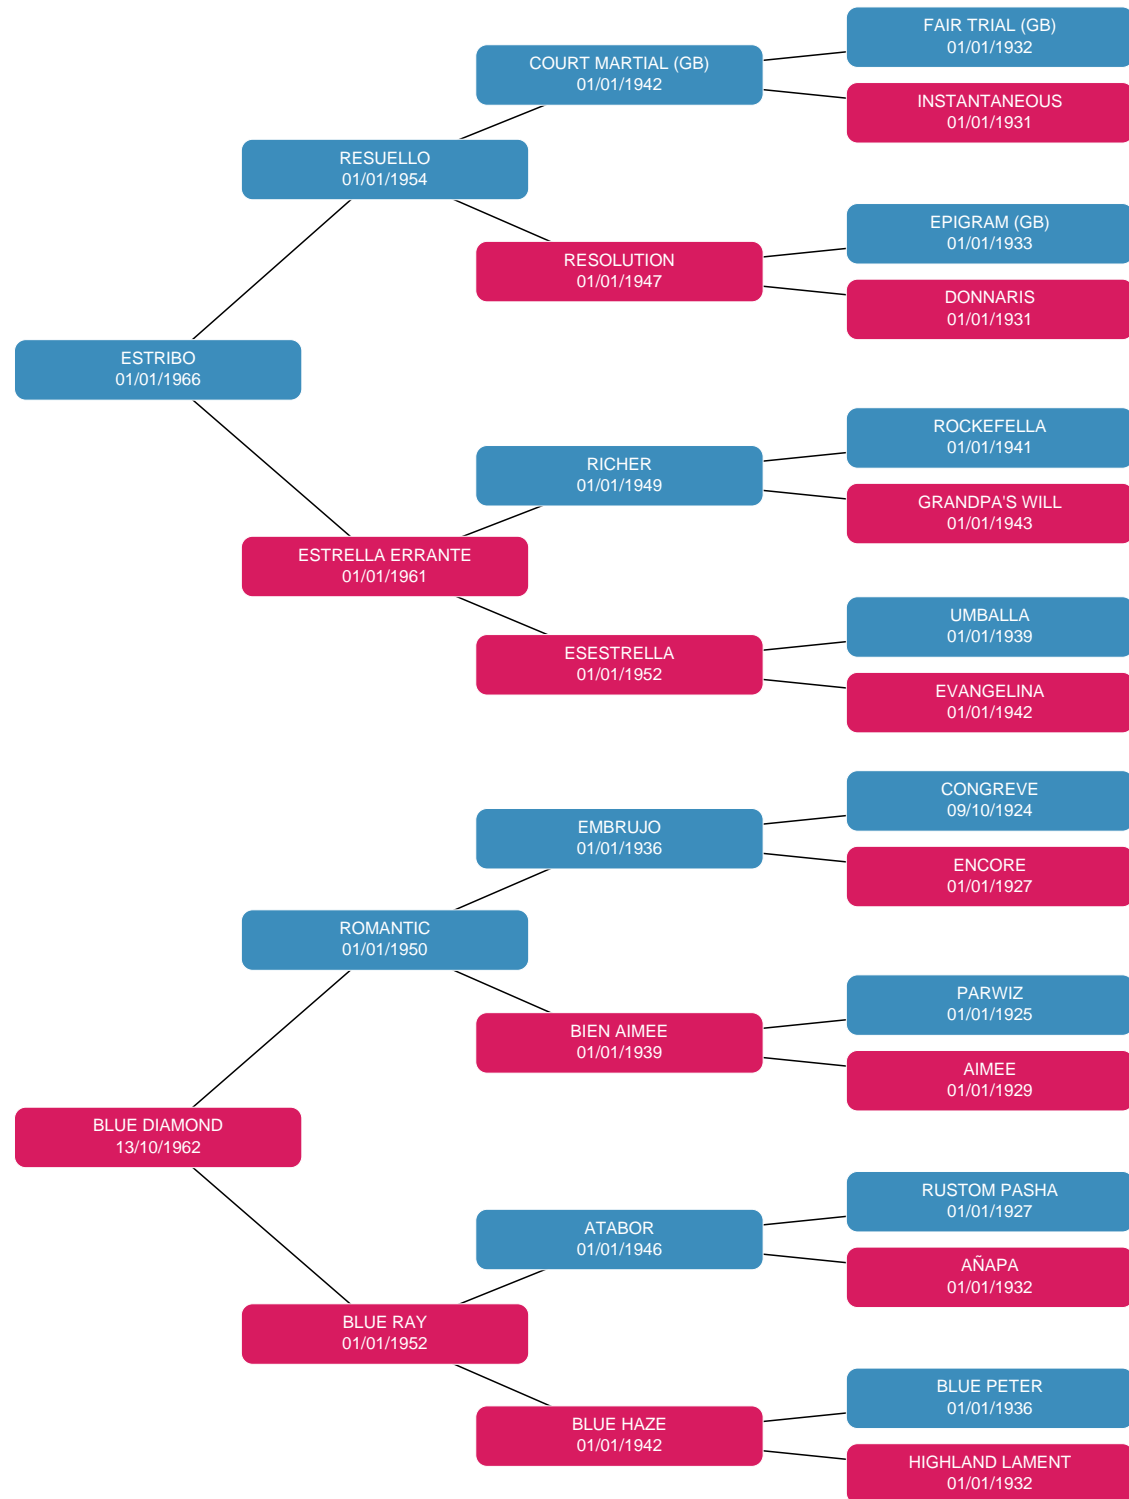 FAIR TRIAL (GB)
01/01/1932
COURT MARTIAL (GB)
01/01/1942
INSTANTANEOUS
01/01/1931
RESUELLO
01/01/1954
EPIGRAM (GB)
01/01/1933
RESOLUTION
01/01/1947
DONNARIS
01/01/1931
ESTRIBO
01/01/1966
ROCKEFELLA
01/01/1941
RICHER
01/01/1949
GRANDPA'S WILL
01/01/1943
ESTRELLA ERRANTE
01/01/1961
UMBALLA
01/01/1939
ESESTRELLA
01/01/1952
EVANGELINA
01/01/1942
CONGREVE
09/10/1924
EMBRUJO
01/01/1936
ENCORE
01/01/1927
ROMANTIC
01/01/1950
PARWIZ
01/01/1925
BIEN AIMEE
01/01/1939
AIMEE
01/01/1929
BLUE DIAMOND
13/10/1962
RUSTOM PASHA
01/01/1927
ATABOR
01/01/1946
AÑAPA
01/01/1932
BLUE RAY
01/01/1952
BLUE PETER
01/01/1936
BLUE HAZE
01/01/1942
HIGHLAND LAMENT
01/01/1932